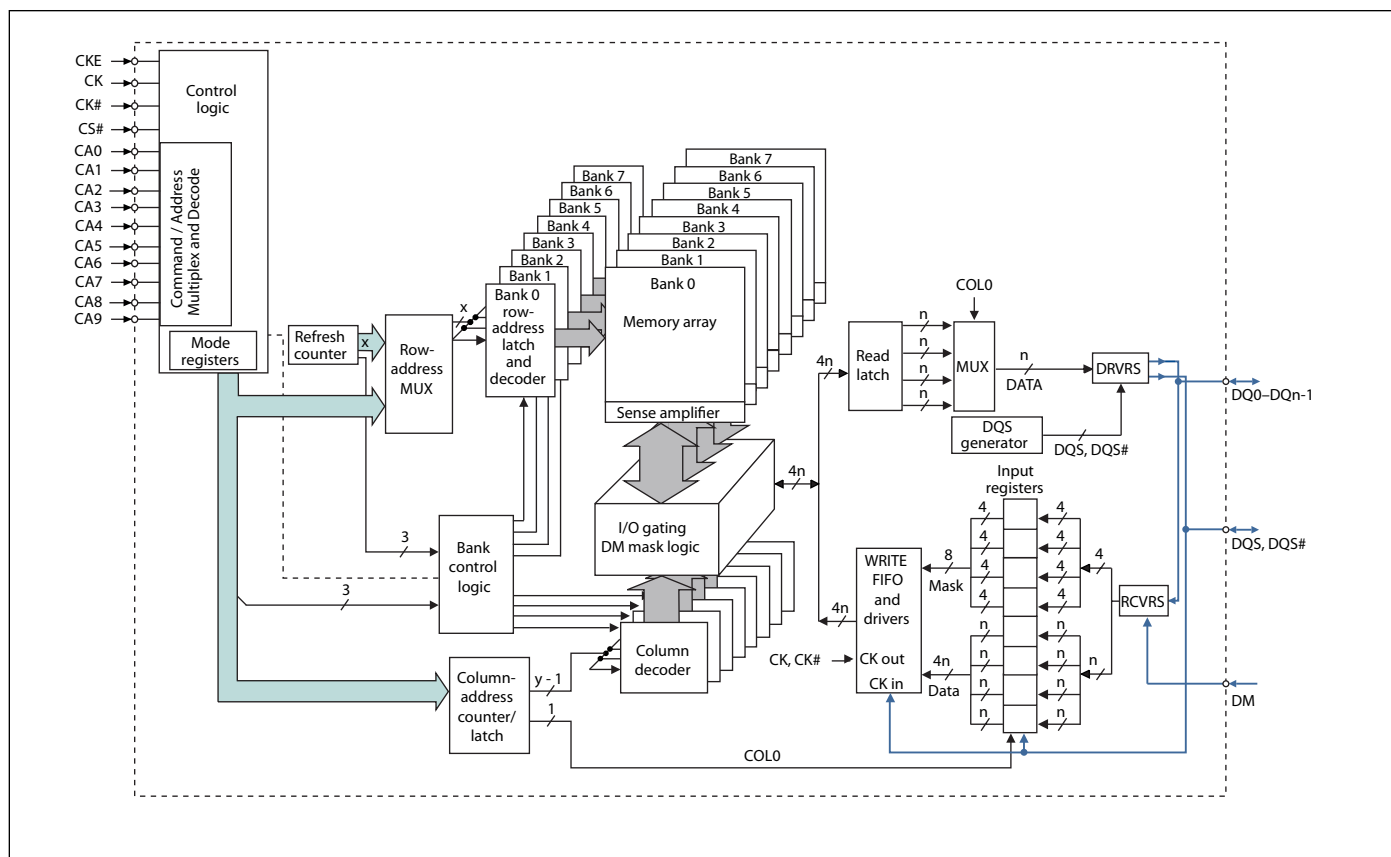 CKE
CK
CK#
CS#
CA0
CA1
CA2
CA3
CA4
CA5
CA6
CA7
CA8
CA9
Control
logic
Command / Address
Multiplex and Decode
Mode
registers
Refresh
counter
x
Row-
address
MUX
x
3
3
Bank 7
Bank 6
Bank 5
Bank 4
Bank 3
Bank 2
Bank 1
Bank 0
row-
address
latch
and
decoder
Bank 7
Bank 6
Bank 5
Bank 4
Bank 3
Bank 2
Bank 1
Bank 0
Memory array
Sense amplifier
Bank
control
logic
I/O gating
DM mask logic
Column
decoder
Column-
address
counter/
latch
y - 1
1
COL0
4n
4n
4n
Read
latch
n
n
n
n
COL0
MUX
n
DATA
DRVRS
DQS
generator
DQS, DQS#
DQ0–DQn-1
DQS, DQS#
DM
RCVRS
Input
registers
4
4
4
4
n
n
n
n
4
4
4
4
n
n
n
n
4
n
8
Mask
4n
Data
WRITE
FIFO
and
drivers
CK out
CK in
CK, CK#